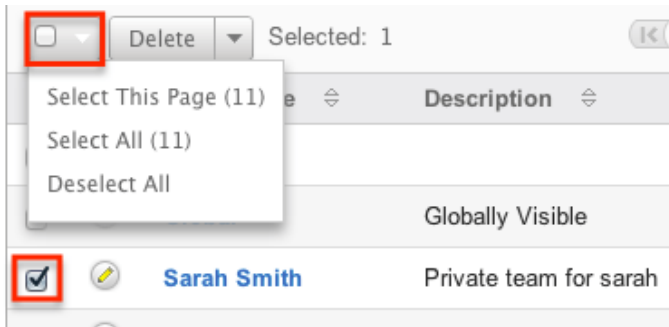 Delete Selected: 1
Select This Page (11)
e Description
Select All (11)
Deselect All
Globally Visible
Sarah Smith Private team for sarah